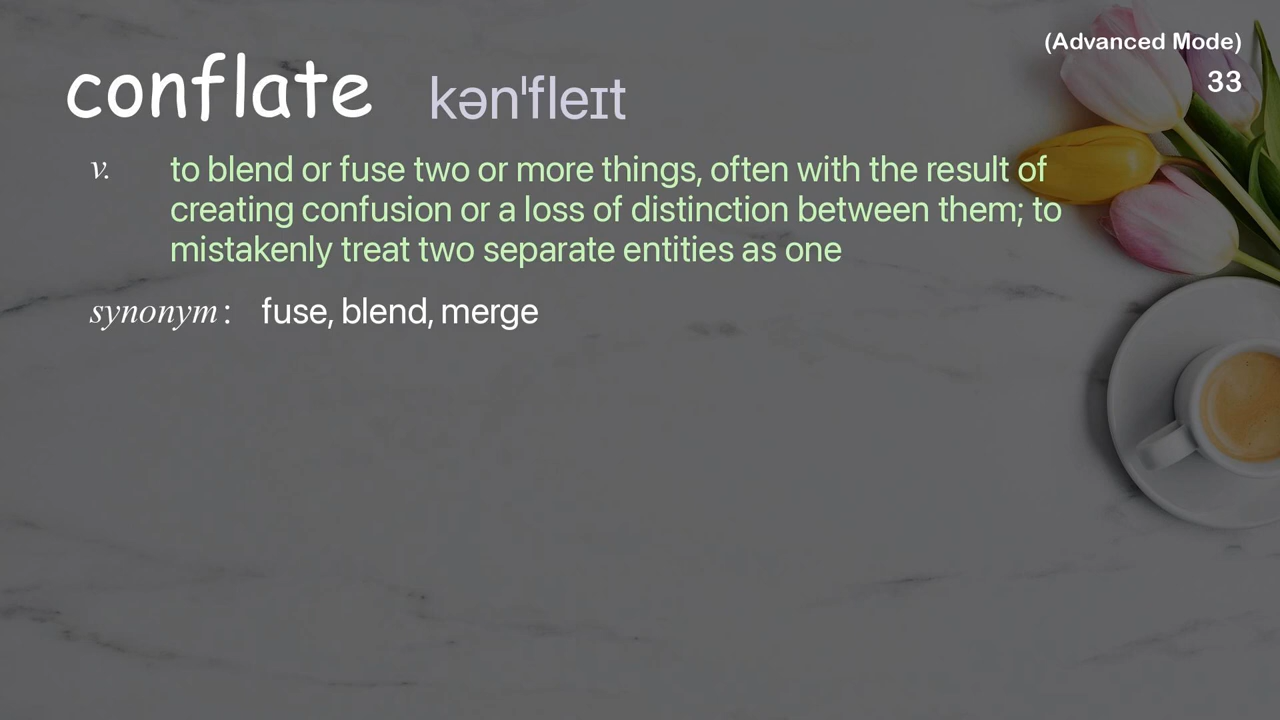 (Advanced Mode)
33
conflate kənˈfleɪt
v. to blend or fuse two or more things, often with the result of
creating confusion or a loss of distinction between them; to
mistakenly treat two separate entities as one
synonym: fuse, blend, merge